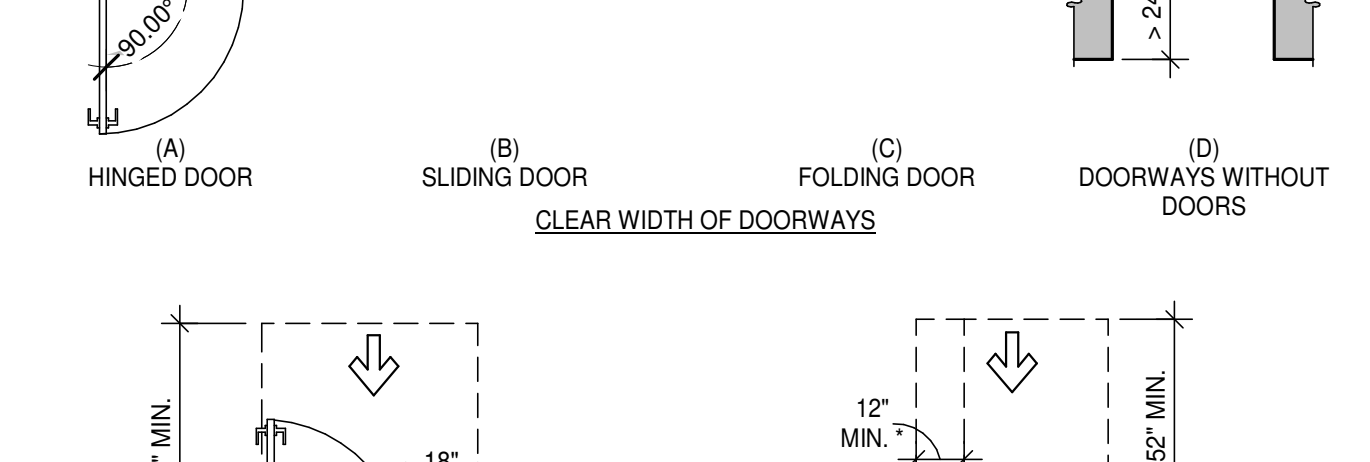 90.00°
> 24
(A)
HINGED DOOR
(B)
SLIDING DOOR
(C)
FOLDING DOOR
(D)
DOORWAYS WITHOUT
DOORS
CLEAR WIDTH OF DOORWAYS
" MIN.
18"
12"
MIN. *
52" MIN.